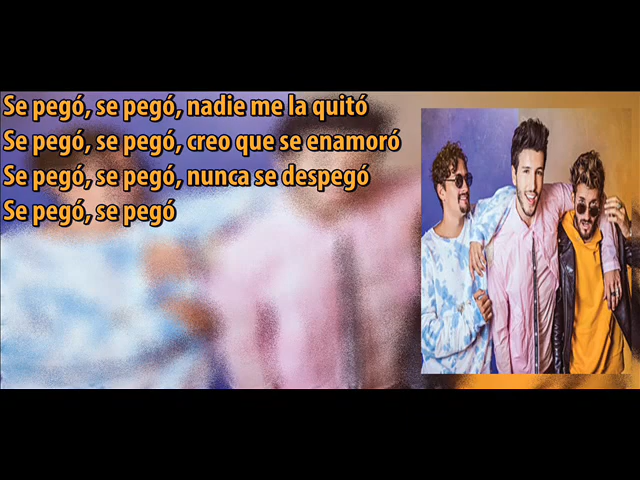 Se pegó, se pegó, nadie me la quitó
Se pegó, se pegó, creo que se enamoró
Se pegó, se pegó, nunca se despegó
Se pegó, se pegó